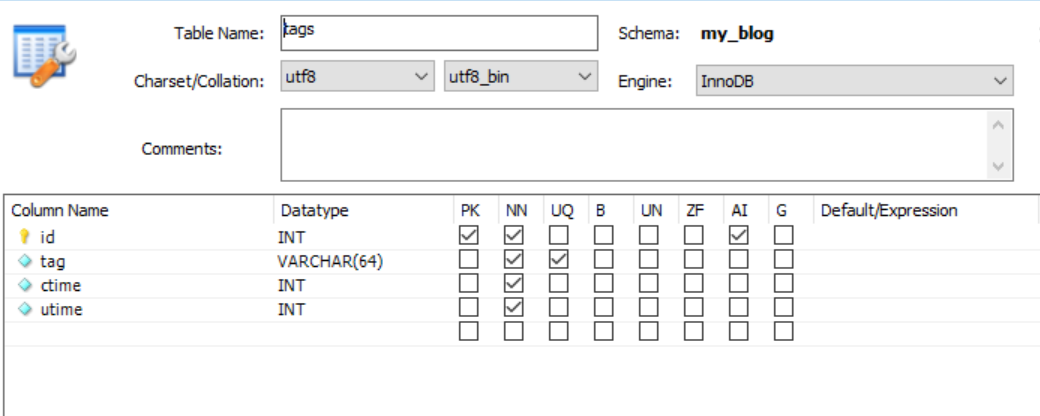 Table Name: tags Schema: my_blog
Charset/Collation: utf8 utf8_bin Engine: InnoDB
Comments:
Column Name Datatype PK NN UQ B UN ZF AI G Default/Expression
id INT
tag VARCHAR(64)
ctime INT
utime INT